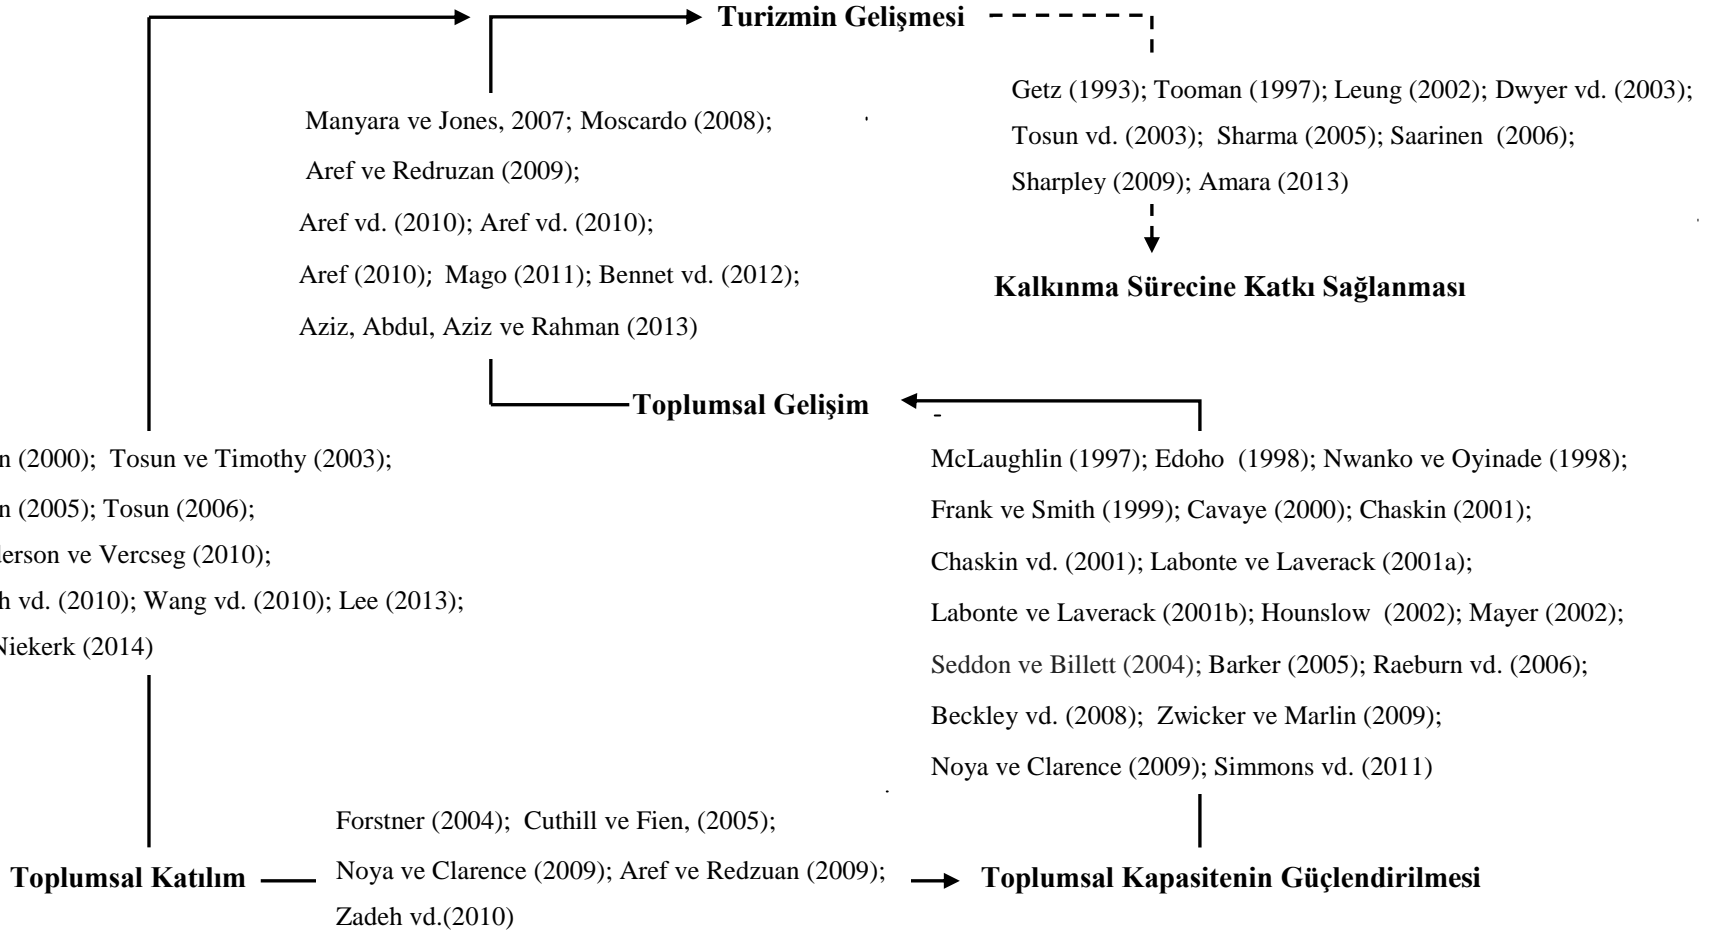 Turizmin Gelişmesi
Getz (1993); Tooman (1997); Leung (2002); Dwyer vd. (2003);
Tosun vd. (2003); Sharma (2005); Saarinen (2006);
Sharpley (2009); Amara (2013)
Kalkınma Sürecine Katkı Sağlanması
Manyara ve Jones, 2007; Moscardo (2008);
Aref ve Redruzan (2009);
Aref vd. (2010); Aref vd. (2010);
Aref (2010); Mago (2011); Bennet vd. (2012);
Aziz, Abdul, Aziz ve Rahman (2013)
Toplumsal Gelişim
(2000); Tosun ve Timothy (2003);
(2005); Tosun (2006);
ve Vercseg (2010);
vd. (2010); Wang vd. (2010); Lee (2013);
Niekerk (2014)
McLaughlin (1997); Edoho (1998); Nwanko ve Oyinade (1998);
Frank ve Smith (1999); Cavaye (2000); Chaskin (2001);
Chaskin vd. (2001); Labonte ve Laverack (2001a);
Labonte ve Laverack (2001b); Hounslow (2002); Mayer (2002);
Seddon ve Billett (2004); Barker (2005); Raeburn vd. (2006);
Beckley vd. (2008); Zwicker ve Marlin (2009);
Noya ve Clarence (2009); Simmons vd. (2011)
Toplumsal Katılım
Forstner (2004); Cuthill ve Fien, (2005);
Noya ve Clarence (2009); Aref ve Redzuan (2009);
Zadeh vd.(2010)
Toplumsal Kapasitenin Güçlendirilmesi